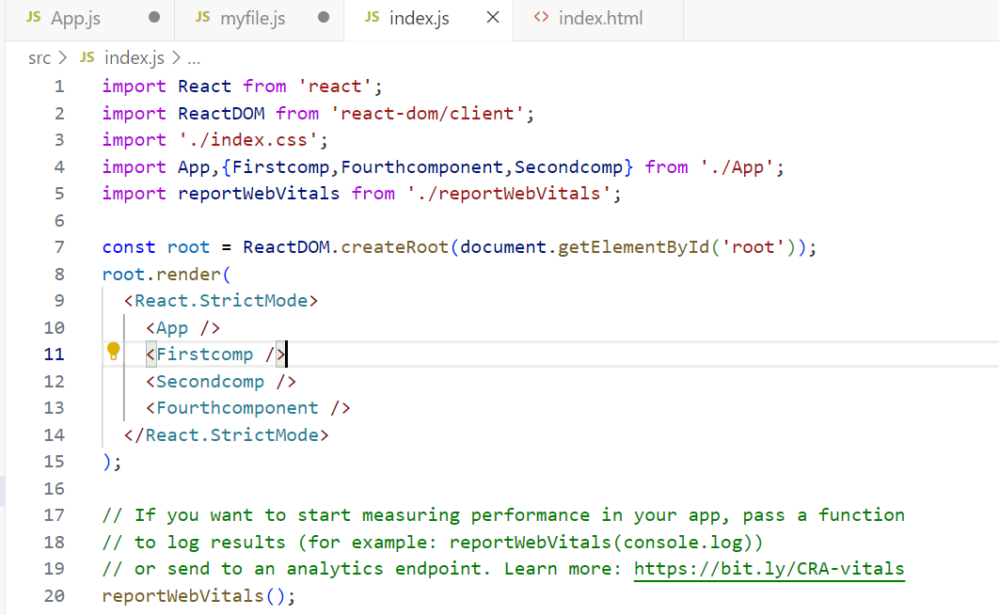 JS App.js ● JS myfile.js ● JS index.js × <> index.html
src > JS index.js > ...
1 import React from 'react';
2 import ReactDOM from 'react-dom/client';
3 import './index.css';
4 import App,{Firstcomp,Fourthcomponent,Secondcomp} from './App';
5 import reportWebVitals from './reportWebVitals';
6
7 const root = ReactDOM.createRoot(document.getElementById('root'));
8 root.render(
9   <React.StrictMode>
10     <App />
11     <Firstcomp />
12     <Secondcomp />
13     <Fourthcomponent />
14   </React.StrictMode>
15 );
16
17 // If you want to start measuring performance in your app, pass a function
18 // to log results (for example: reportWebVitals(console.log))
19 // or send to an analytics endpoint. Learn more: https://bit.ly/CRA-vitals
20 reportWebVitals();